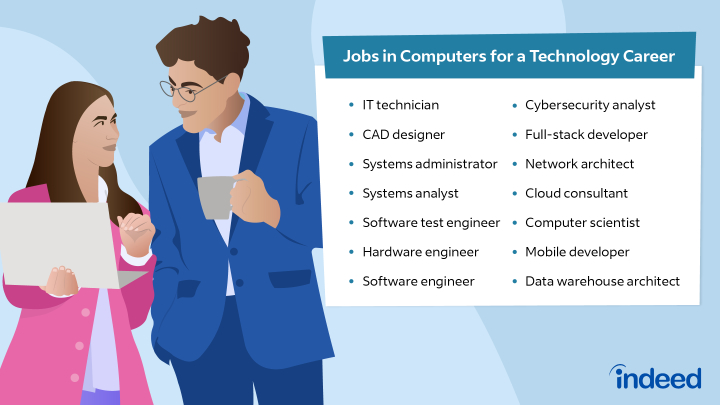 Jobs in Computers for a Technology Career
• IT technician
• CAD designer
• Systems administrator
• Systems analyst
• Software test engineer
• Hardware engineer
• Software engineer
• Cybersecurity analyst
• Full-stack developer
• Network architect
• Cloud consultant
• Computer scientist
• Mobile developer
• Data warehouse architect
indeed